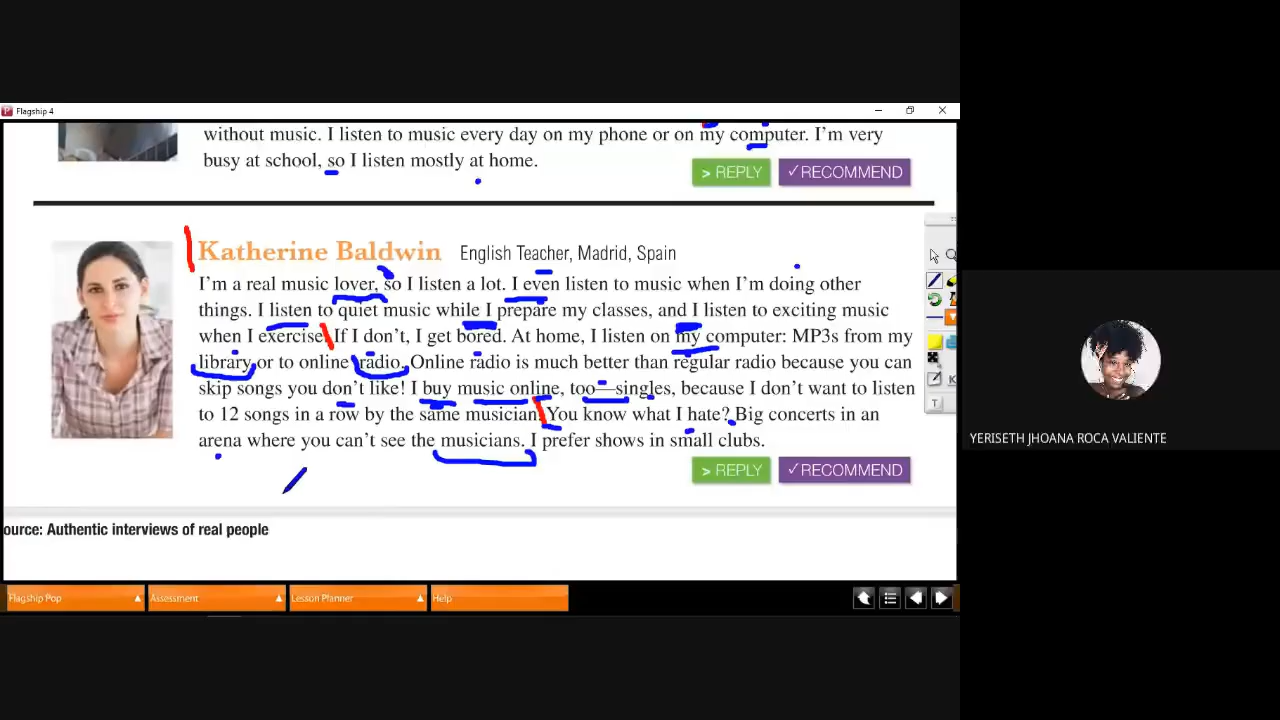 Flagship 4
without music. I listen to music every day on my phone or on my computer. I'm very
busy at school, so I listen mostly at home.
> REPLY ✓RECOMMEND
Katherine Baldwin English Teacher, Madrid, Spain
I'm a real music lover, so I listen a lot. I even listen to music when I'm doing other
things. I listen to quiet music while I prepare my classes, and I listen to exciting music
when I exercise. If I don't, I get bored. At home, I listen on my computer: MP3s from my
library or to online radio. Online radio is much better than regular radio because you can
skip songs you don't like! I buy music online, too—singles, because I don't want to listen
to 12 songs in a row by the same musician. You know what I hate? Big concerts in an
arena where you can't see the musicians. I prefer shows in small clubs.
> REPLY ✓RECOMMEND
ource: Authentic interviews of real people
Flagship Pop Assessment Lesson Planner Help
YERISETH JHOANA ROCA VALIENTE